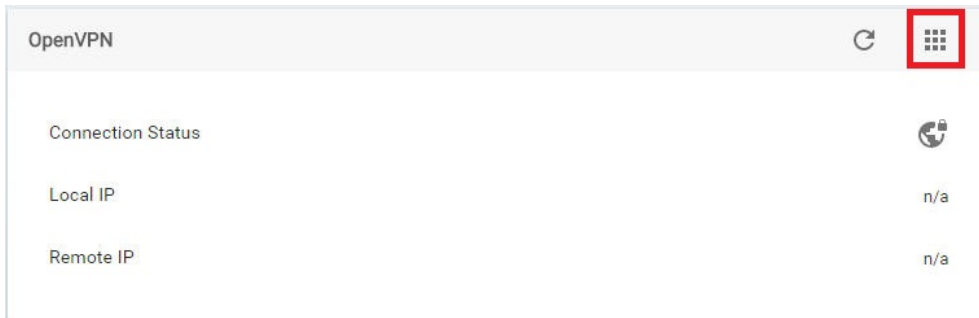 OpenVPN
Connection Status
Local IP n/a
Remote IP n/a